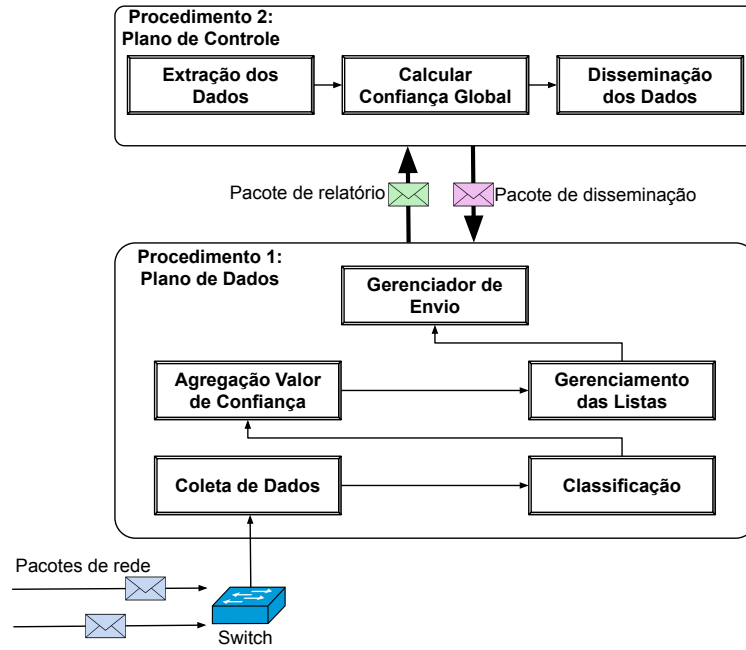 Procedimento 2:
Plano de Controle
Extração dos
Dados
Calcular
Confiança Global
Disseminação
dos Dados
Pacote de relatório
Pacote de disseminação
Procedimento 1:
Plano de Dados
Gerenciador de
Envio
Agregação Valor
de Confiança
Gerenciamento
das Listas
Coleta de Dados
Classificação
Pacotes de rede
Switch